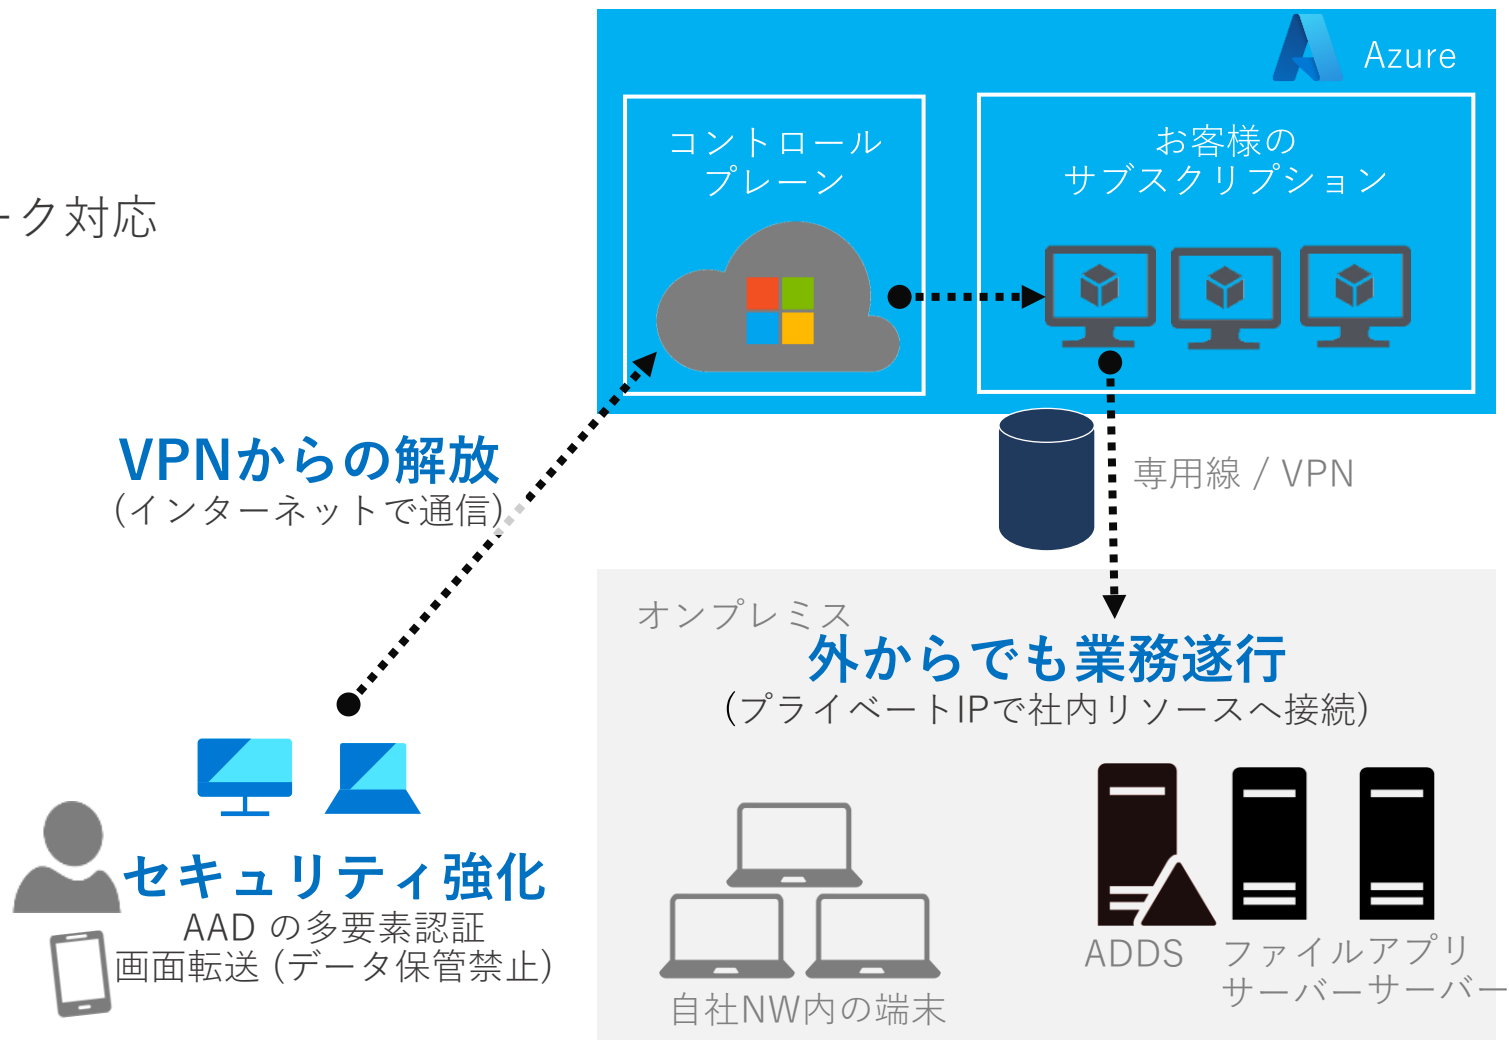 Azure
コントロール
プレーン
お客様の
サブスクリプション
ーク対応
VPNからの解放
(インターネットで通信)
専用線 / VPN
オンプレミス
外からでも業務遂行
(プライベートIPで社内リソースへ接続)
セキュリティ強化
AAD の多要素認証
画面転送 (データ保管禁止)
自社NW内の端末
ADDS
ファイル
サーバー
アプリ
サーバー